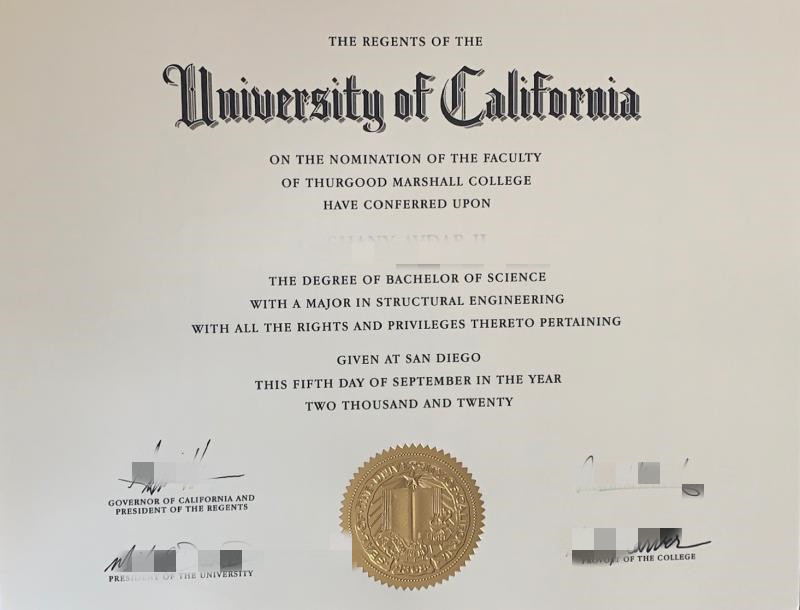 THE REGENTS OF THE
University of California
ON THE NOMINATION OF THE FACULTY
OF THURGOOD MARSHALL COLLEGE
HAVE CONFERRED UPON
THE DEGREE OF BACHELOR OF SCIENCE
WITH A MAJOR IN STRUCTURAL ENGINEERING
WITH ALL THE RIGHTS AND PRIVILEGES THERETO PERTAINING
GIVEN AT SAN DIEGO
THIS FIFTH DAY OF SEPTEMBER IN THE YEAR
TWO THOUSAND AND TWENTY
GOVERNOR OF CALIFORNIA AND
PRESIDENT OF THE REGENTS
PRESIDENT OF THE UNIVERSITY
PROVOST OF THE COLLEGE